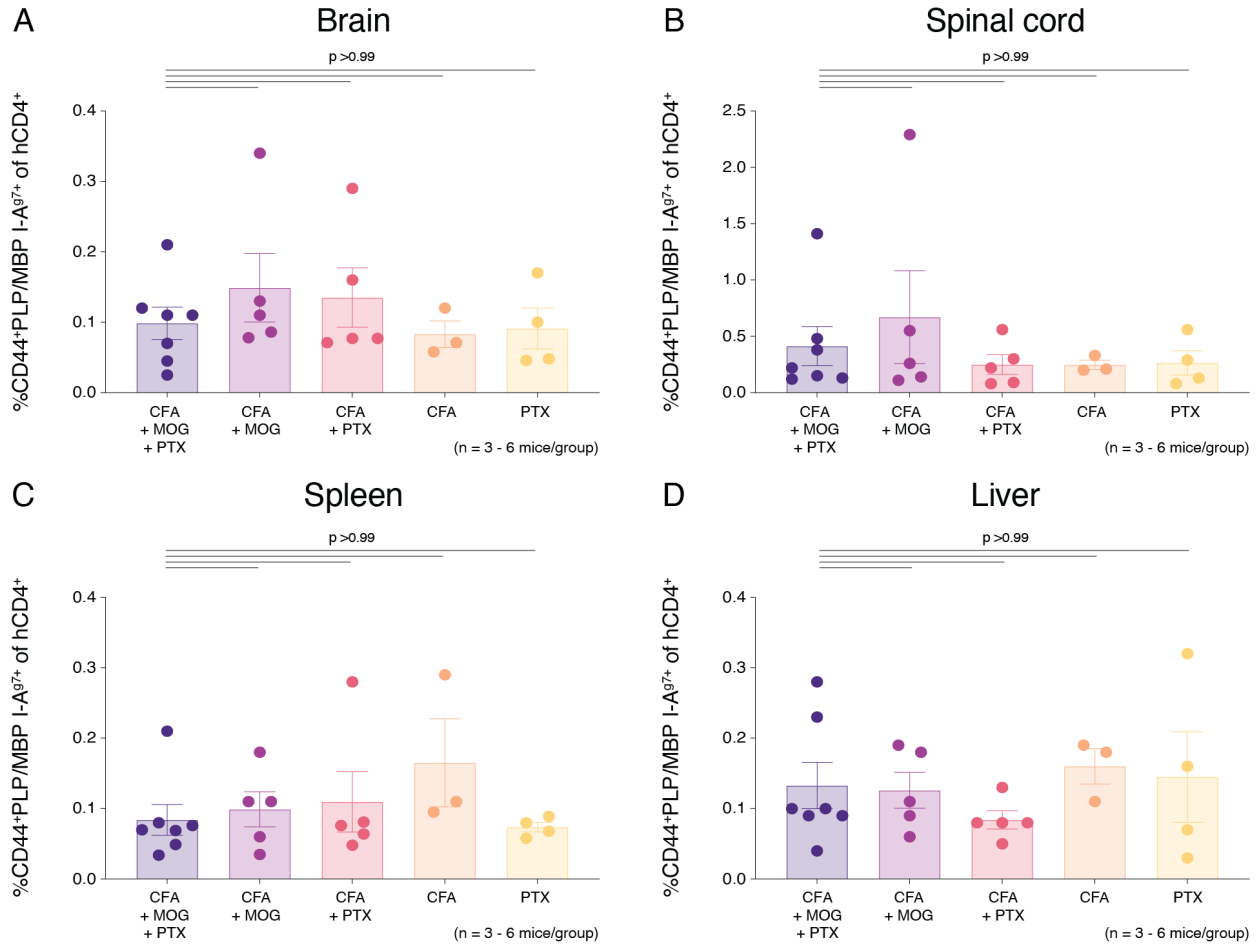 A
Brain
p >0.99
%CD44⁺PLP/MBP I-Aᵍ⁷⁺ of hCD4⁺
0.4
0.3
0.2
0.1
0.0
CFA
+ MOG
+ PTX
CFA
+ MOG
CFA
+ PTX
CFA
PTX
(n = 3 - 6 mice/group)
B
Spinal cord
p >0.99
%CD44⁺PLP/MBP I-Aᵍ⁷⁺ of hCD4⁺
2.5
2.0
1.5
1.0
0.5
0.0
CFA
+ MOG
+ PTX
CFA
+ MOG
CFA
+ PTX
CFA
PTX
(n = 3 - 6 mice/group)
C
Spleen
p >0.99
%CD44⁺PLP/MBP I-Aᵍ⁷⁺ of hCD4⁺
0.4
0.3
0.2
0.1
0.0
CFA
+ MOG
+ PTX
CFA
+ MOG
CFA
+ PTX
CFA
PTX
(n = 3 - 6 mice/group)
D
Liver
p >0.99
%CD44⁺PLP/MBP I-Aᵍ⁷⁺ of hCD4⁺
0.4
0.3
0.2
0.1
0.0
CFA
+ MOG
+ PTX
CFA
+ MOG
CFA
+ PTX
CFA
PTX
(n = 3 - 6 mice/group)